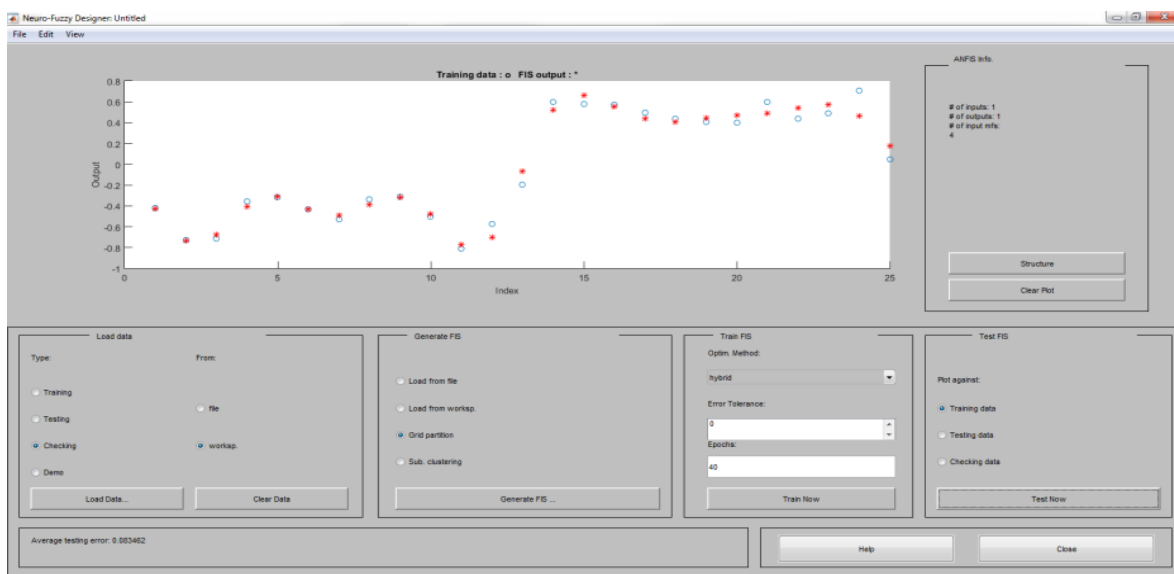 Neuro-Fuzzy Designer: Untitled
File Edit View
Training data : o FIS output : *
0.8
0.6
0.4
0.2
0
-0.2
-0.4
-0.6
-0.8
-1
Output
0 5 10 15 20 25
Index
ANFIS Info.
# of inputs: 1
# of outputs: 1
# of input mfs:
4
Structure
Clear Plot
Load data
Type: From:
Training
Testing
Checking
Demo
file
worksp.
Load Data...
Clear Data
Generate FIS
Load from file
Load from worksp.
Grid partition
Sub. clustering
Generate FIS ...
Train FIS
Optim. Method:
hybrid
Error Tolerance:
0
Epochs:
40
Train Now
Test FIS
Plot against:
Training data
Testing data
Checking data
Test Now
Average testing error: 0.083462
Help
Close